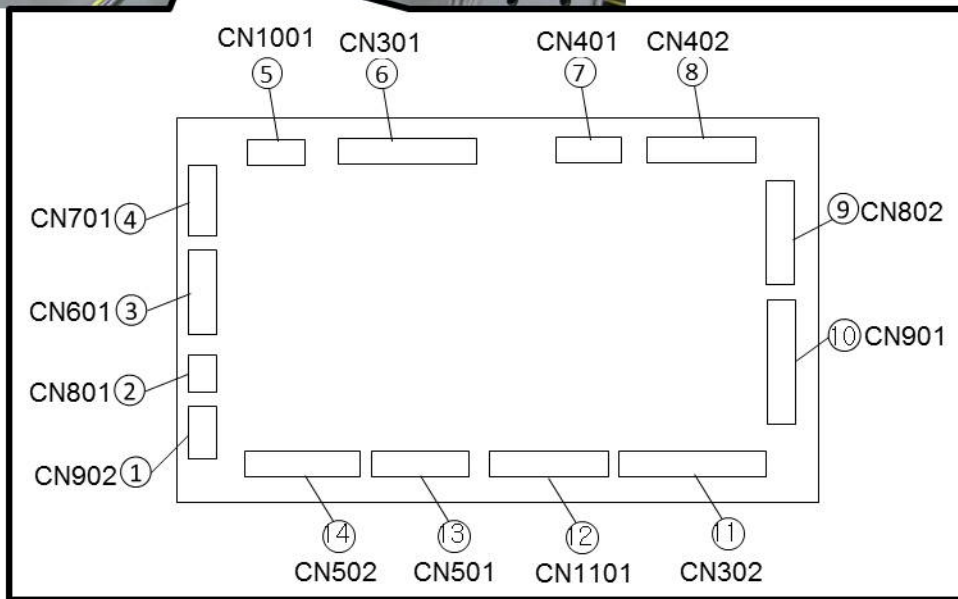 CN1001 CN301 CN401 CN402
⑤ ⑥ ⑦ ⑧
CN701④ ⑨CN802
CN601③ ⑩CN901
CN801②
CN902①
⑭ ⑬ ⑫ ⑪
CN502 CN501 CN1101 CN302